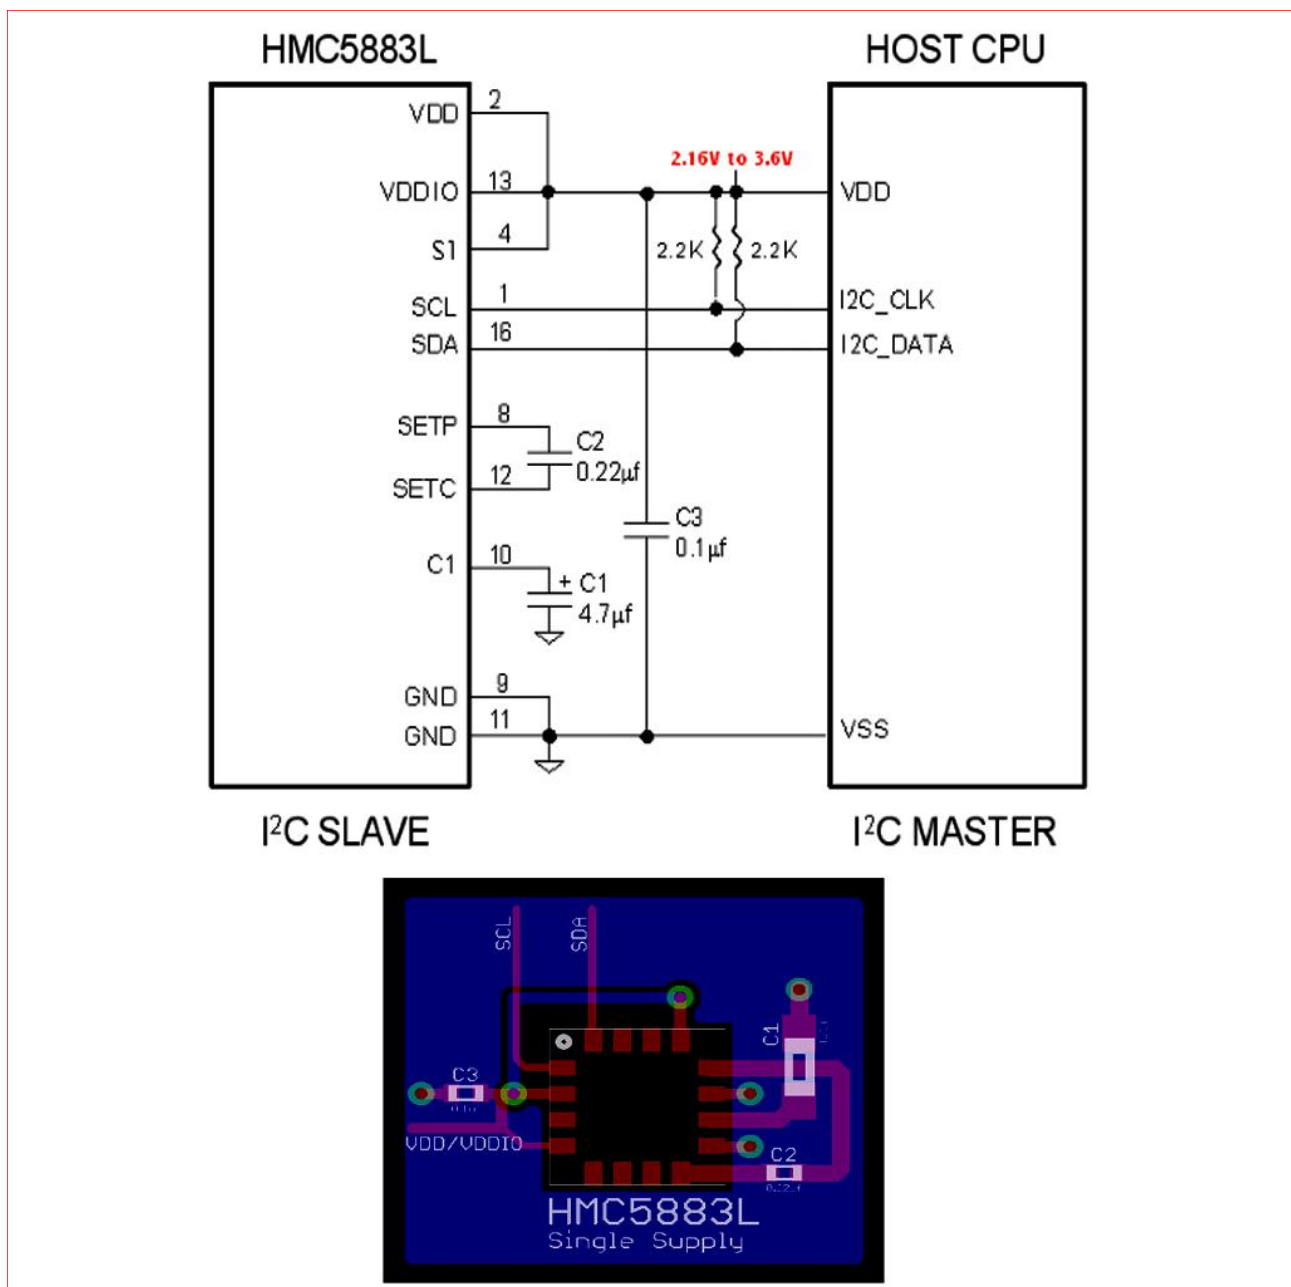 HMC5883L
HOST CPU
VDD
2
2.16V to 3.6V
VDDIO
13
VDD
S1
4
2.2K
2.2K
SCL
1
I2C_CLK
SDA
16
I2C_DATA
SETP
8
C2
0.22µf
SETC
12
C3
0.1µf
C1
10
+ C1
4.7µf
GND
9
GND
11
VSS
I²C SLAVE
I²C MASTER
SCL
SDA
C1
C3
VDD/VDDIO
C2
HMC5883L
Single Supply